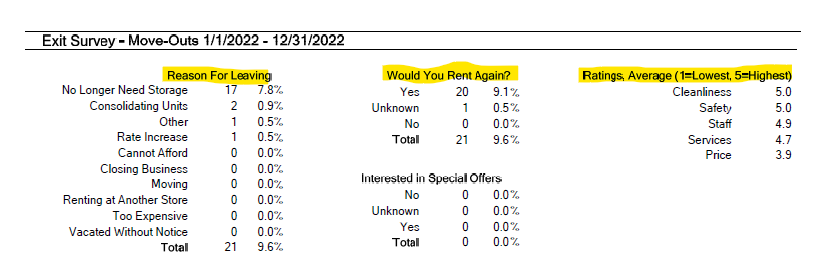 Exit Survey - Move-Outs 1/1/2022 - 12/31/2022
Reason For Leaving
No Longer Need Storage 17 7.8%
Consolidating Units 2 0.9%
Other 1 0.5%
Rate Increase 1 0.5%
Cannot Afford 0 0.0%
Closing Business 0 0.0%
Moving 0 0.0%
Renting at Another Store 0 0.0%
Too Expensive 0 0.0%
Vacated Without Notice 0 0.0%
Total 21 9.6%
Would You Rent Again?
Yes 20 9.1%
Unknown 1 0.5%
No 0 0.0%
Total 21 9.6%
Interested in Special Offers
No 0 0.0%
Unknown 0 0.0%
Yes 0 0.0%
Total 0 0.0%
Ratings, Average (1=Lowest, 5=Highest)
Cleanliness 5.0
Safety 5.0
Staff 4.9
Services 4.7
Price 3.9